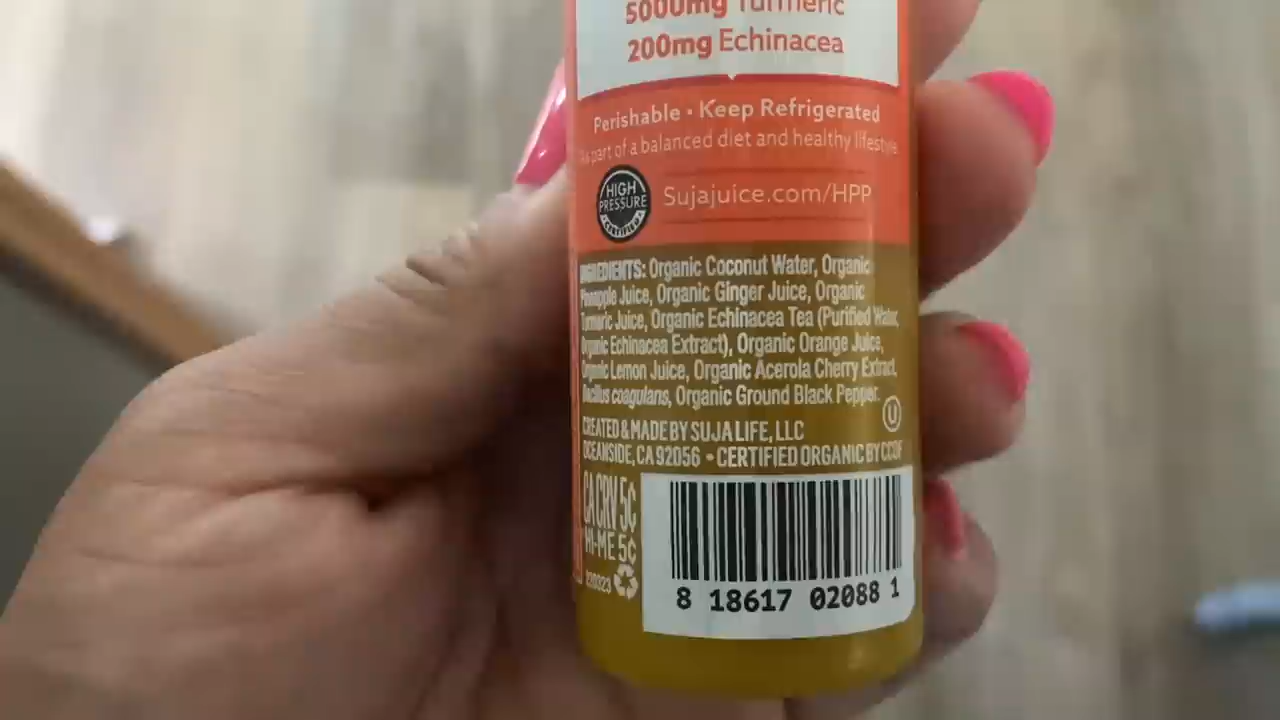 5000mg Turmeric
200mg Echinacea
Perishable • Keep Refrigerated
As part of a balanced diet and healthy lifestyle.
HIGH
PRESSURE
CERTIFIED
Sujajuice.com/HPP
INGREDIENTS: Organic Coconut Water, Organic
Pineapple Juice, Organic Ginger Juice, Organic
Turmeric Juice, Organic Echinacea Tea (Purified Water,
Organic Echinacea Extract), Organic Orange Juice,
Organic Lemon Juice, Organic Acerola Cherry Extract,
Bacillus coagulans, Organic Ground Black Pepper.
U
CREATED & MADE BY SUJA LIFE, LLC
OCEANSIDE, CA 92056 • CERTIFIED ORGANIC BY CCOF
CA CRV 5¢
HI-ME 5¢
8 18617 02088 1